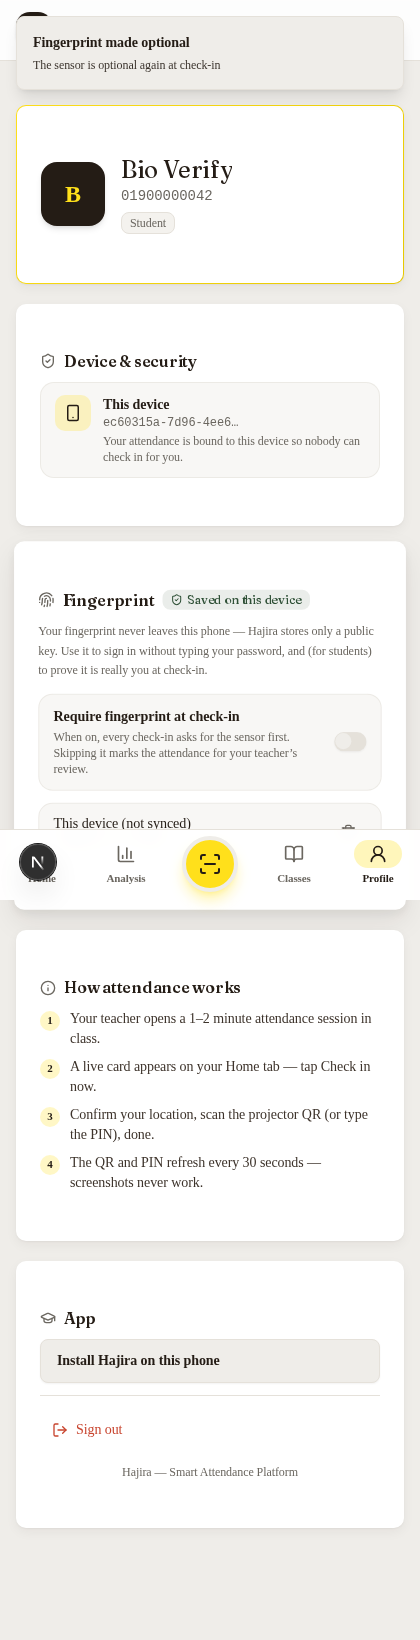 Fingerprint made optional
The sensor is optional again at check-in
B
Bio Verify
01900000042
Student
Device & security
This device
ec60315a-7d96-4ee6…
Your attendance is bound to this device so nobody can
check in for you.
Fingerprint
Saved on this device
Your fingerprint never leaves this phone — Hajira stores only a public
key. Use it to sign in without typing your password, and (for students)
to prove it is really you at check-in.
Require fingerprint at check-in
When on, every check-in asks for the sensor first.
Skipping it marks the attendance for your teacher’s
review.
This device (not synced)
N
Analysis
Classes
Profile
How attendance works
1 Your teacher opens a 1–2 minute attendance session in
class.
2 A live card appears on your Home tab — tap Check in
now.
3 Confirm your location, scan the projector QR (or type
the PIN), done.
4 The QR and PIN refresh every 30 seconds —
screenshots never work.
App
Install Hajira on this phone
Sign out
Hajira — Smart Attendance Platform